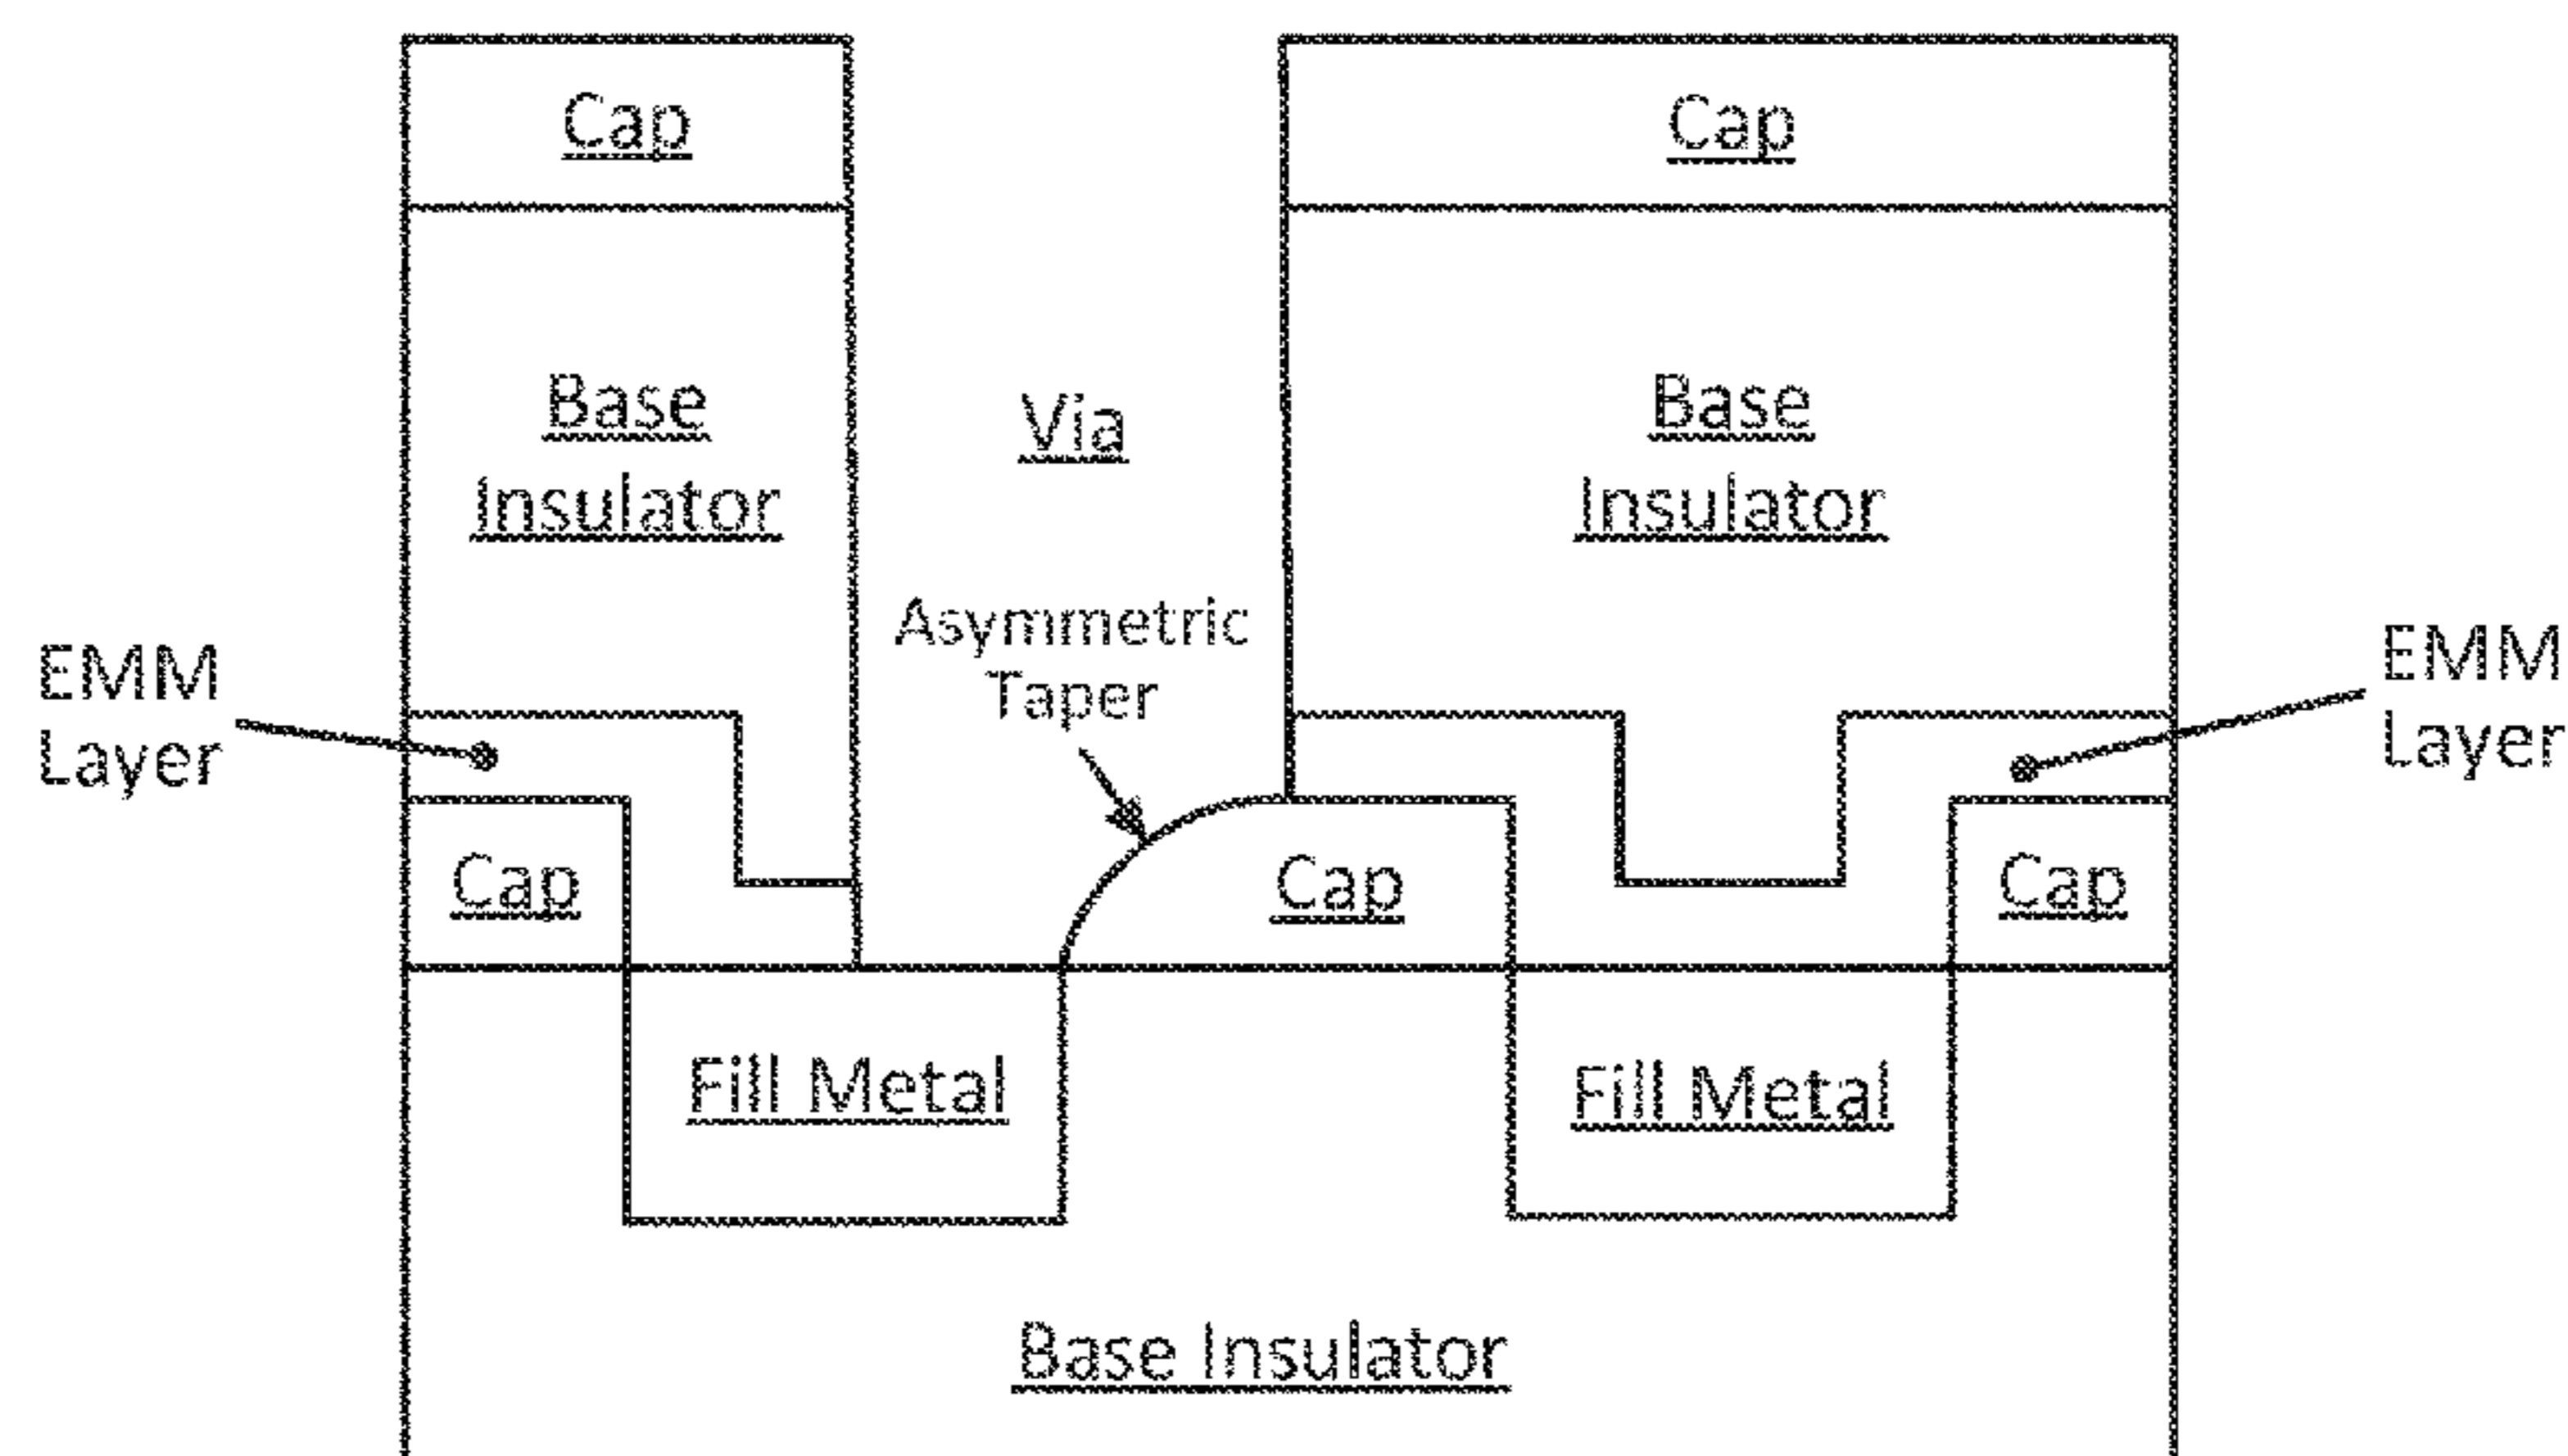 Cap
Cap
Base
Insulator
Via
Base
Insulator
Asymmetric
Taper
EMM
Layer
EMM
Layer
Cap
Cap
Cap
Fill Metal
Fill Metal
Base Insulator